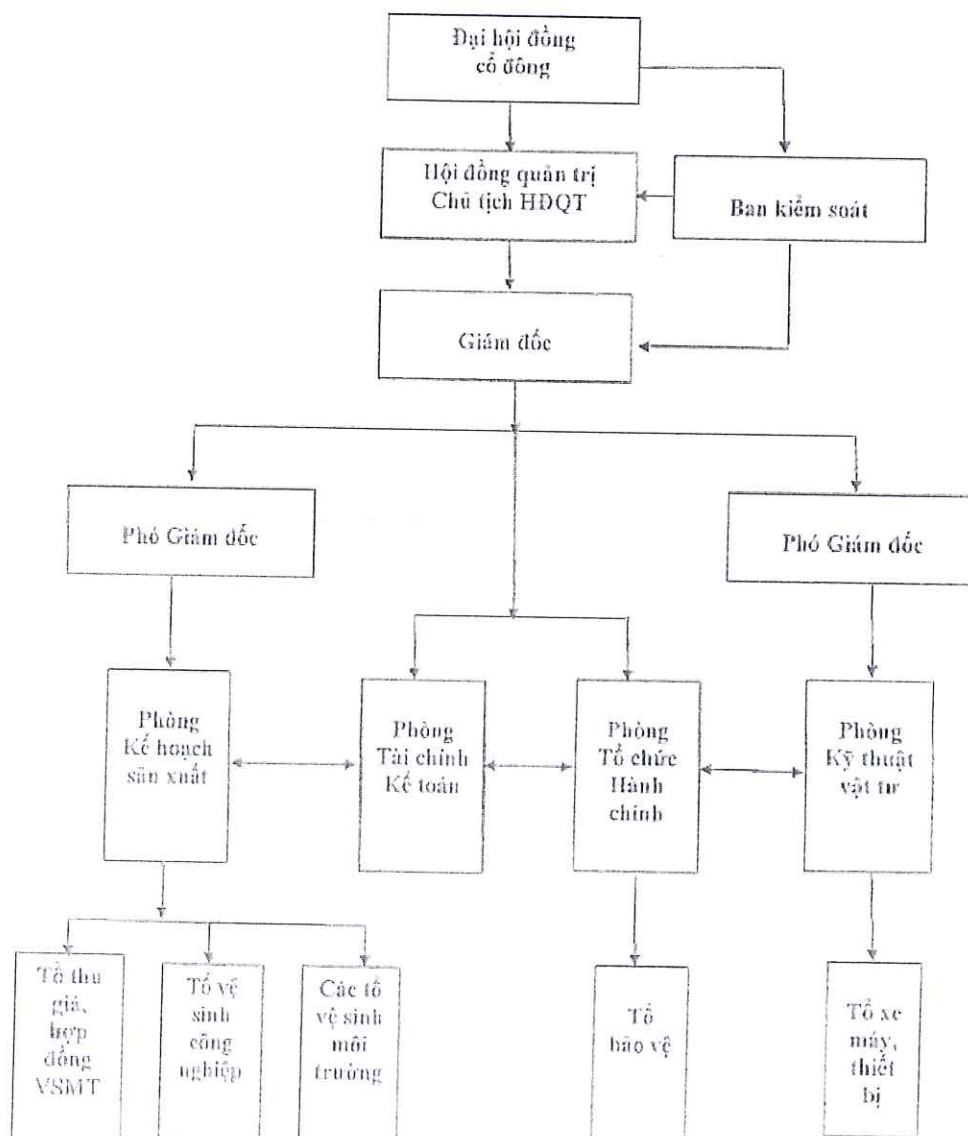 Đại hội đồng
cổ đông
Hội đồng quản trị
Chủ tịch HĐQT
Ban kiểm soát
Giám đốc
Phó Giám đốc
Phó Giám đốc
Phòng
Kế hoạch
sản xuất
Phòng
Tài chính
Kế toán
Phòng
Tổ chức
Hành
chính
Phòng
Kỹ thuật
vật tư
Tổ thu
giá,
hợp
đồng
VSMT
Tổ vệ
sinh
công
nghiệp
Các tổ
vệ sinh
môi
trường
Tổ
bảo vệ
Tổ xe
máy,
thiết
bị